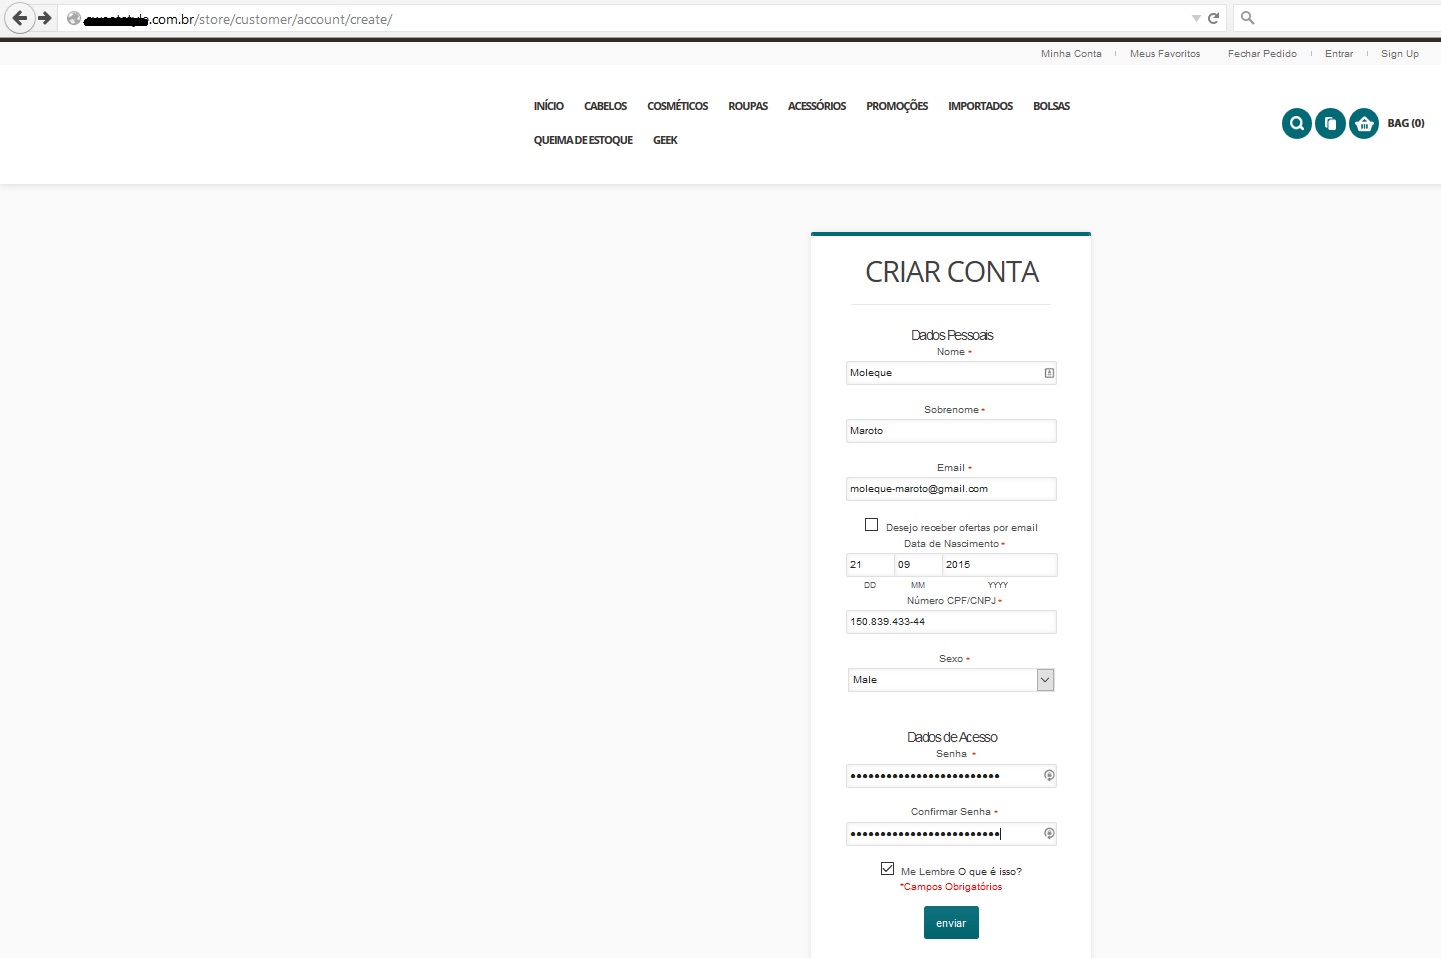 .com.br/store/customer/account/create/
Minha Conta Meus Favoritos Fechar Pedido Entrar Sign Up
INÍCIO CABELOS COSMÉTICOS ROUPAS ACESSÓRIOS PROMOÇÕES IMPORTADOS BOLSAS
QUEIMA DE ESTOQUE GEEK
BAG (0)
CRIAR CONTA
Dados Pessoais
Nome *
Moleque
Sobrenome *
Maroto
Email *
moleque-maroto@gmail.com
Desejo receber ofertas por email
Data de Nascimento *
21 09 2015
DD MM YYYY
Número CPF/CNPJ *
150.839.433-44
Sexo *
Male
Dados de Acesso
Senha *
Confirmar Senha *
Me Lembre O que é isso?
*Campos Obrigatórios
enviar